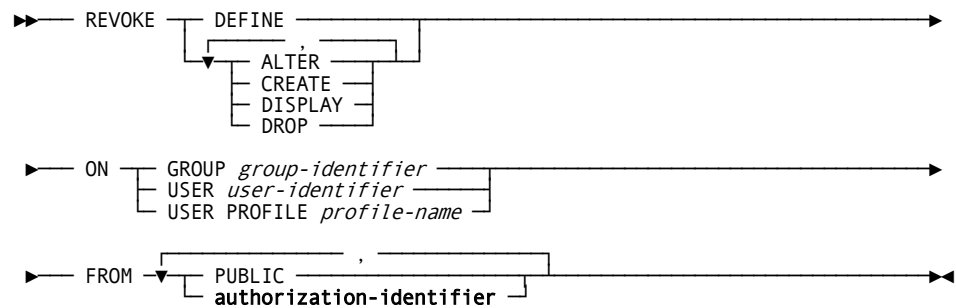 REVOKE DEFINE
,
ALTER
CREATE
DISPLAY
DROP
ON GROUP group-identifier
USER user-identifier
USER PROFILE profile-name
,
FROM PUBLIC
authorization-identifier